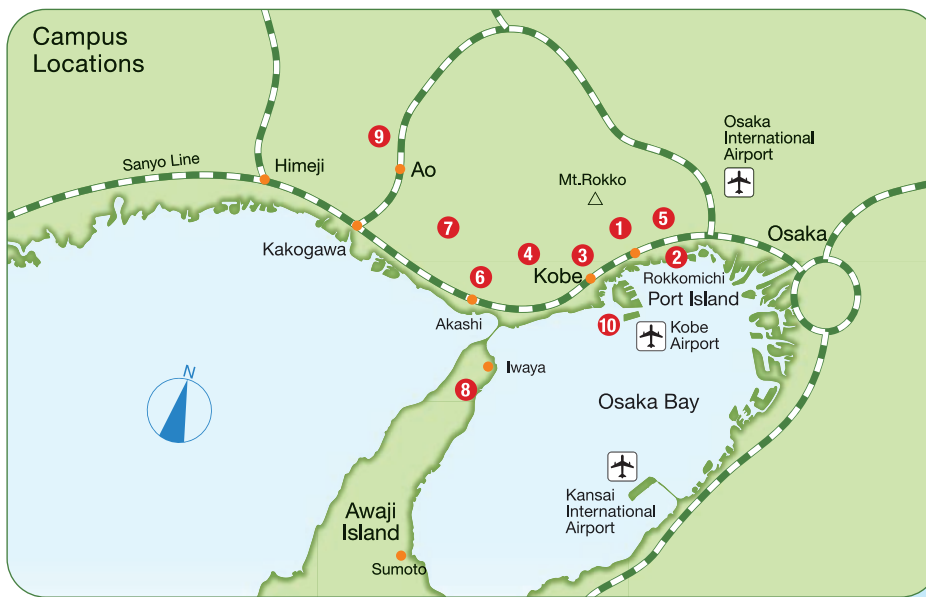 Campus
Locations
Osaka
International
Airport
9
Sanyo Line
Himeji
Ao
Mt.Rokko
5
1
7
Osaka
Kakogawa
4
3
2
Kobe
Rokkomichi
6
Port Island
Akashi
10
Kobe
Airport
Iwaya
8
N
Osaka Bay
Kansai
International
Airport
Awaji
Island
Sumoto